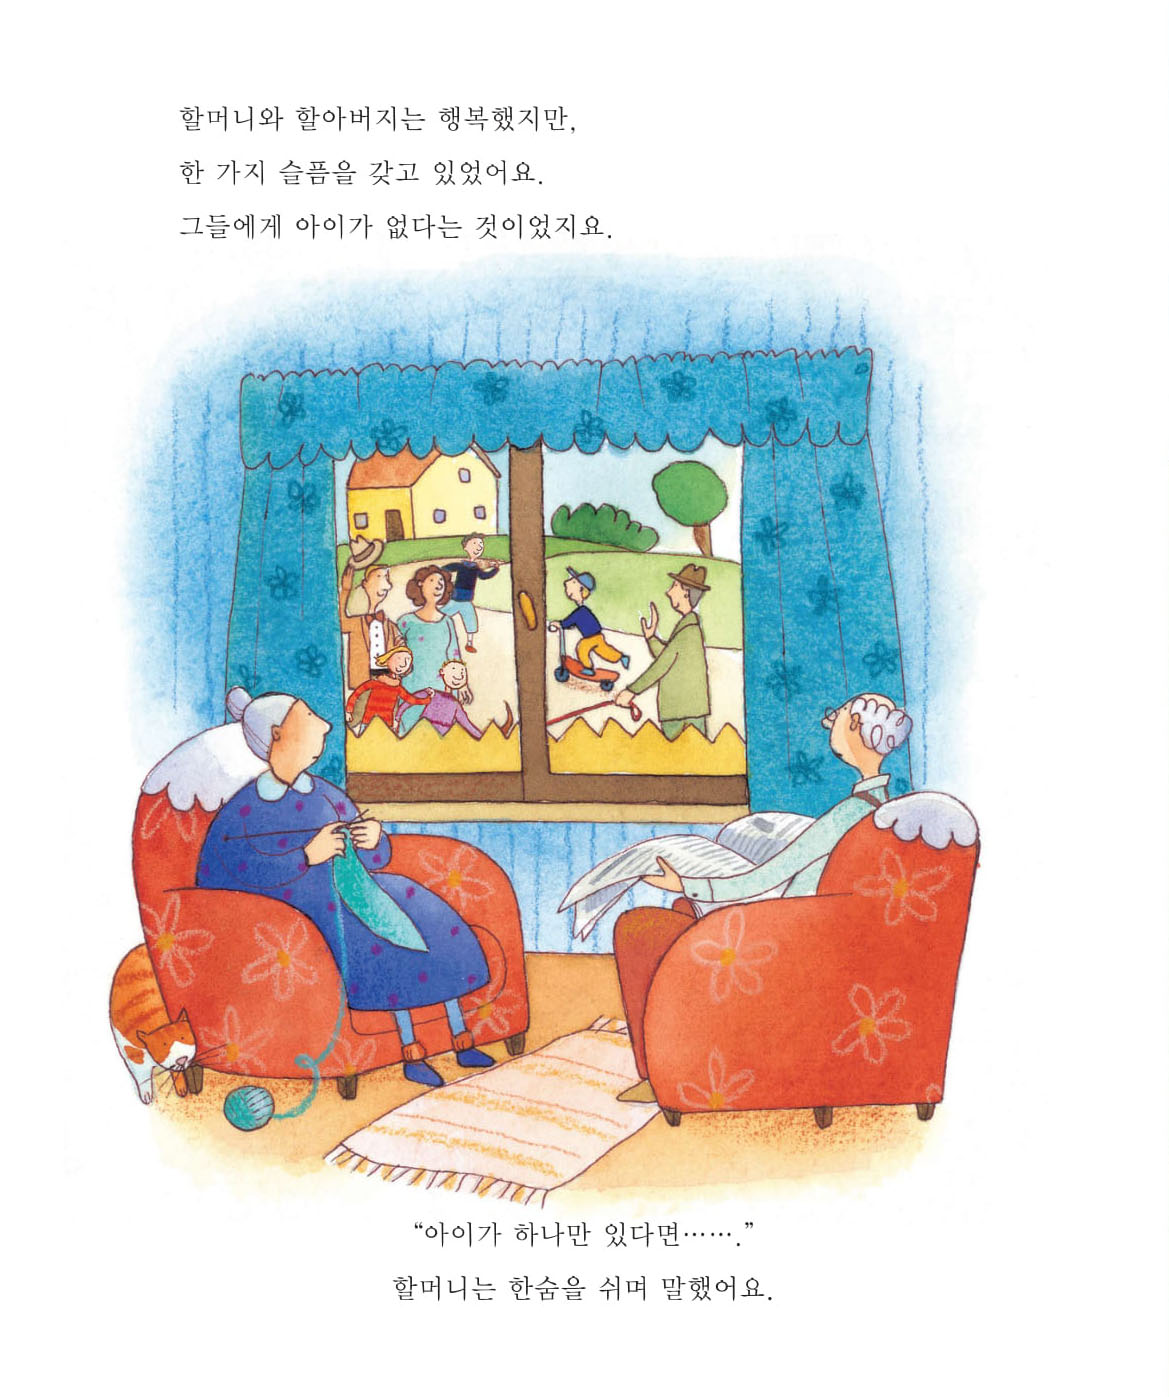 할머니와 할아버지는 행복했지만,
한 가지 슬픔을 갖고 있었어요.
그들에게 아이가 없다는 것이었지요.
“아이가 하나만 있다면…….”
할머니는 한숨을 쉬며 말했어요.